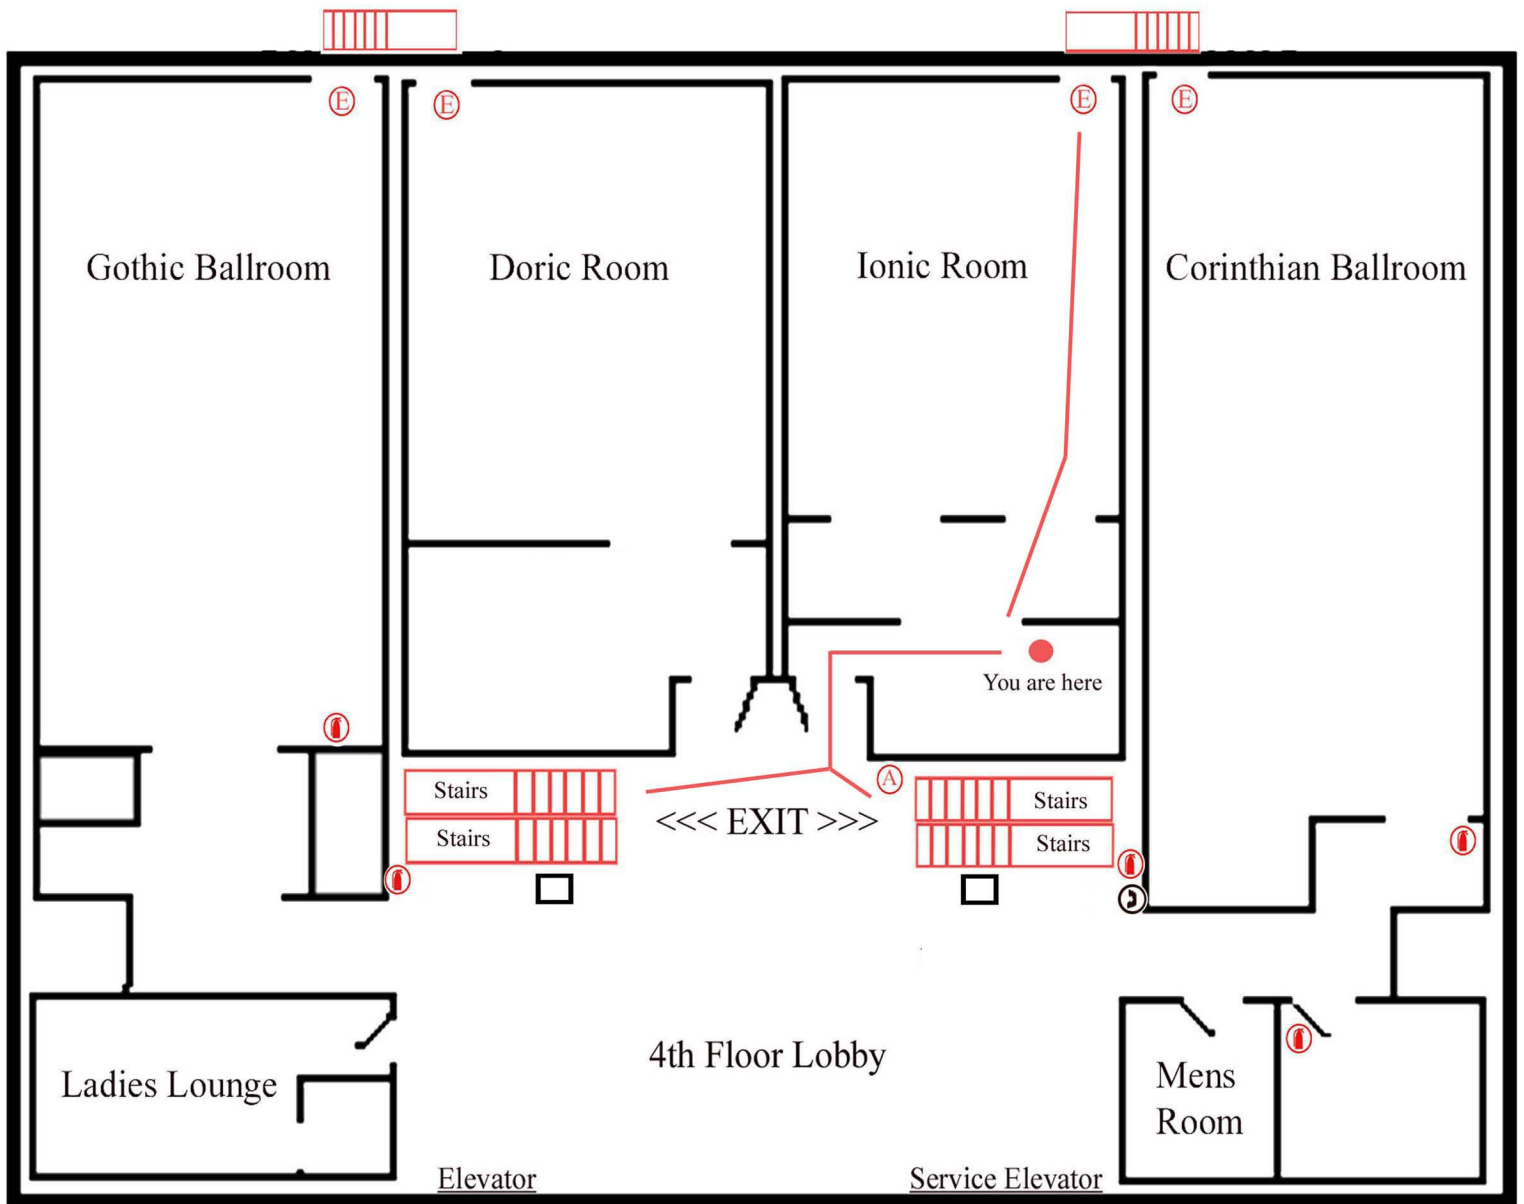 E
E
E
E
Gothic Ballroom
Doric Room
Ionic Room
Corinthian Ballroom
You are here
A
Stairs
Stairs
<<< EXIT >>>
Stairs
Stairs
4th Floor Lobby
Ladies Lounge
Mens
Room
Elevator
Service Elevator